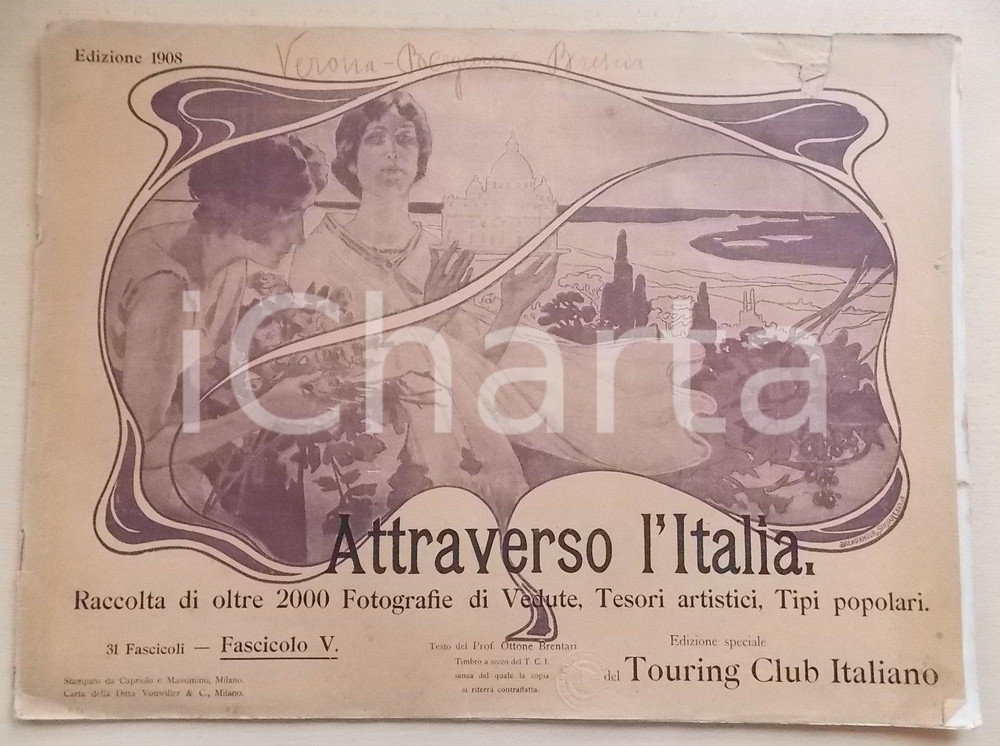 Edizione 1908
Verona - Bergamo - Brescia
iCharta
Attraverso l'Italia.
Raccolta di oltre 2000 Fotografie di Vedute, Tesori artistici, Tipi popolari.
31 Fascicoli — Fascicolo V.
Stampato da Capriolo e Massimino, Milano.
Carta della Ditta Vonwiller & C., Milano.
Testo del Prof. Ottone Brentari
Timbro a secco del T. C. I.
senza del quale la copia
si riterrà contraffatta.
Edizione speciale
del Touring Club Italiano